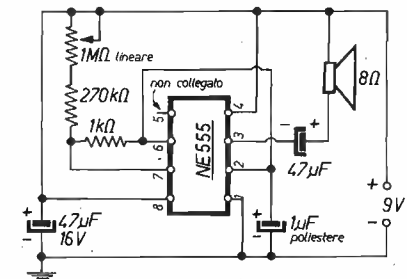 1MΩ lineare
270kΩ
1kΩ
non collegato
5
6
7
8
NE555
4
3
2
1
8Ω
- +
47µF
+
47µF
16V
-
+
1µF
poliestere
-
+
9V
-